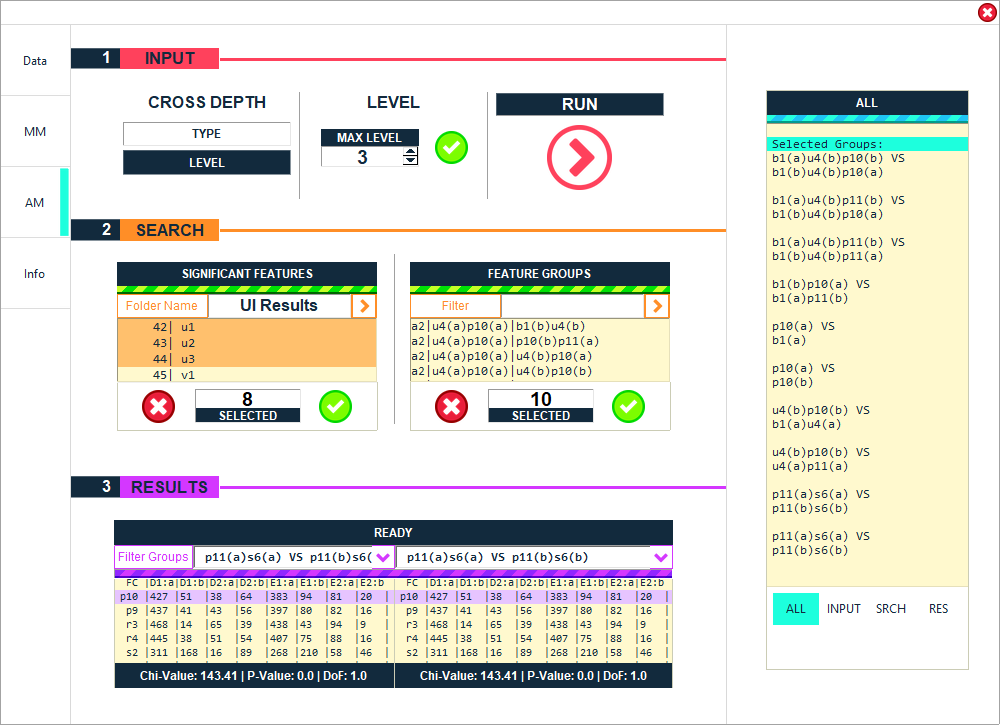 Data
MM
AM
Info
1 INPUT
CROSS DEPTH
TYPE
LEVEL
LEVEL
MAX LEVEL
3
RUN
2 SEARCH
SIGNIFICANT FEATURES
Folder Name UI Results
42| u1
43| u2
44| u3
45| v1
8
SELECTED
FEATURE GROUPS
Filter
a2|u4(a)p10(a)|b1(b)u4(b)
a2|u4(a)p10(a)|p10(b)p11(a)
a2|u4(a)p10(a)|u4(b)p10(a)
a2|u4(a)p10(a)|u4(b)p10(b)
10
SELECTED
3 RESULTS
READY
Filter Groups p11(a)s6(a) VS p11(b)s6( p11(a)s6(a) VS p11(b)s6(b)
FC |D1:a|D1:b|D2:a|D2:b|E1:a|E1:b|E2:a|E2:b FC |D1:a|D1:b|D2:a|D2:b|E1:a|E1:b|E2:a|E2:b
p10 |427 |51 |38 |64 |383 |94 |81 |20 | p10 |427 |51 |38 |64 |383 |94 |81 |20 |
p9 |437 |41 |43 |56 |397 |80 |82 |16 | p9 |437 |41 |43 |56 |397 |80 |82 |16 |
r3 |468 |14 |65 |39 |438 |43 |94 |9 | r3 |468 |14 |65 |39 |438 |43 |94 |9 |
r4 |445 |38 |51 |54 |407 |75 |88 |16 | r4 |445 |38 |51 |54 |407 |75 |88 |16 |
s2 |311 |168 |16 |89 |268 |210 |58 |46 | s2 |311 |168 |16 |89 |268 |210 |58 |46 |
Chi-Value: 143.41 | P-Value: 0.0 | DoF: 1.0 Chi-Value: 143.41 | P-Value: 0.0 | DoF: 1.0
ALL
Selected Groups:
b1(a)u4(b)p10(b) VS
b1(b)u4(b)p10(a)
b1(a)u4(b)p11(b) VS
b1(b)u4(b)p10(a)
b1(a)u4(b)p11(b) VS
b1(b)u4(b)p11(a)
b1(b)p10(a) VS
b1(a)p11(b)
p10(a) VS
b1(a)
p10(a) VS
p10(b)
u4(b)p10(b) VS
b1(a)u4(a)
u4(b)p10(b) VS
u4(a)p11(a)
p11(a)s6(a) VS
p11(b)s6(b)
p11(a)s6(a) VS
p11(b)s6(b)
ALL INPUT SRCH RES